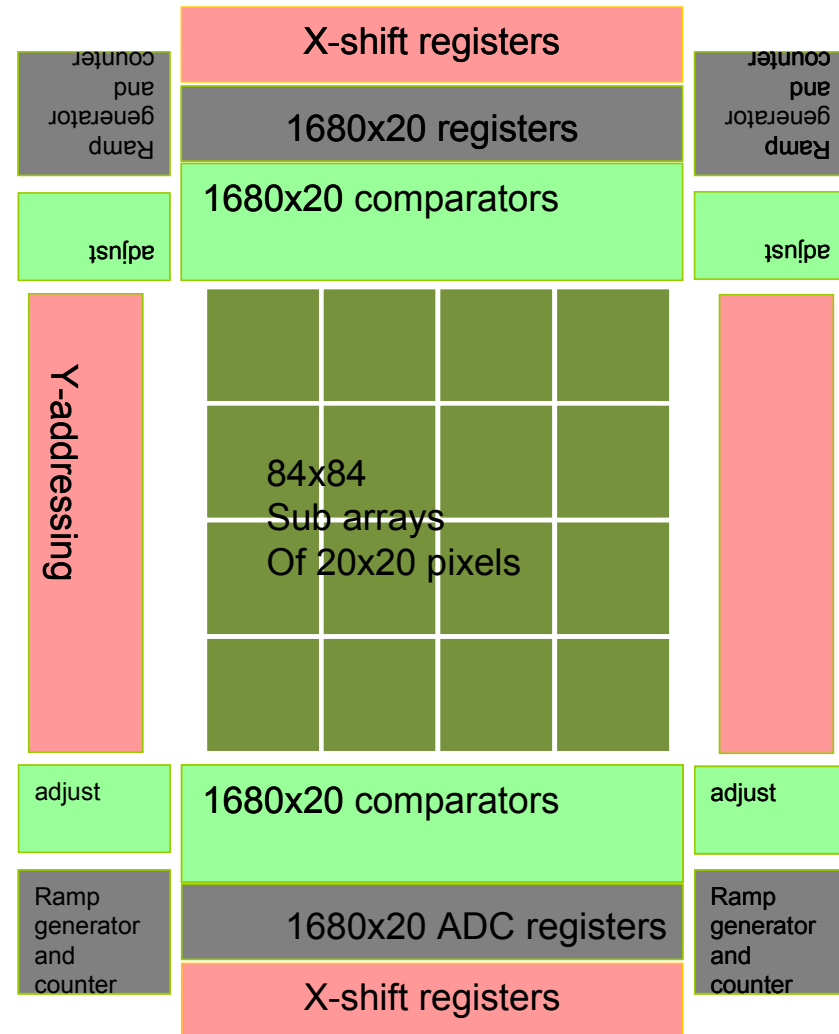 X-shift registers
1680x20 registers
1680x20 comparators
Ramp
generator
and
counter
adjust
Ramp
generator
and
counter
adjust
Y-addressing
84x84
Sub arrays
Of 20x20 pixels
adjust
1680x20 comparators
adjust
Ramp
generator
and
counter
1680x20 ADC registers
Ramp
generator
and
counter
X-shift registers